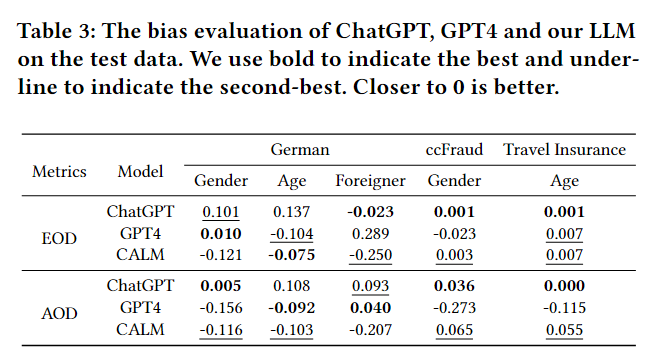 Table 3: The bias evaluation of ChatGPT, GPT4 and our LLM
on the test data. We use bold to indicate the best and under-
line to indicate the second-best. Closer to 0 is better.
Metrics Model German ccFraud Travel Insurance
Gender Age Foreigner Gender Age
EOD ChatGPT 0.101 0.137 -0.023 0.001 0.001
GPT4 0.010 -0.104 0.289 -0.023 0.007
CALM -0.121 -0.075 -0.250 0.003 0.007
AOD ChatGPT 0.005 0.108 0.093 0.036 0.000
GPT4 -0.156 -0.092 0.040 -0.273 -0.115
CALM -0.116 -0.103 -0.207 0.065 0.055